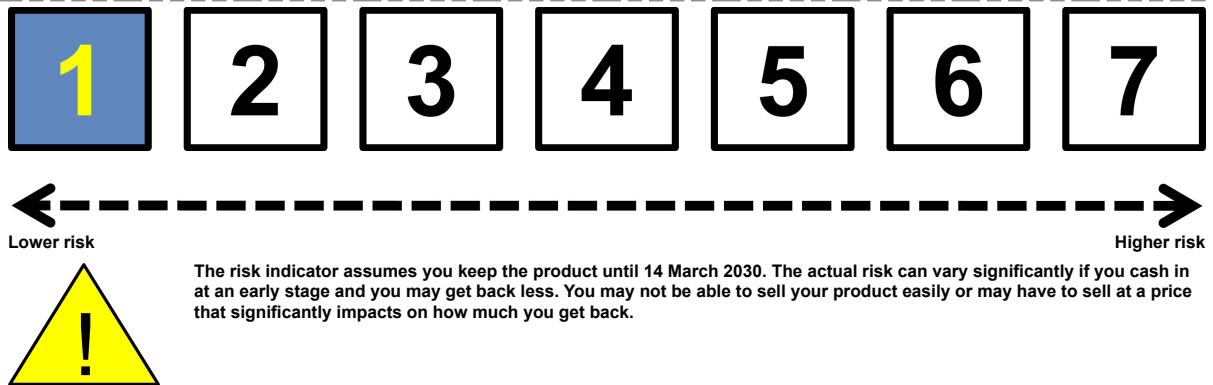 1 2 3 4 5 6 7
Lower risk Higher risk
The risk indicator assumes you keep the product until 14 March 2030. The actual risk can vary significantly if you cash in
at an early stage and you may get back less. You may not be able to sell your product easily or may have to sell at a price
that significantly impacts on how much you get back.
!